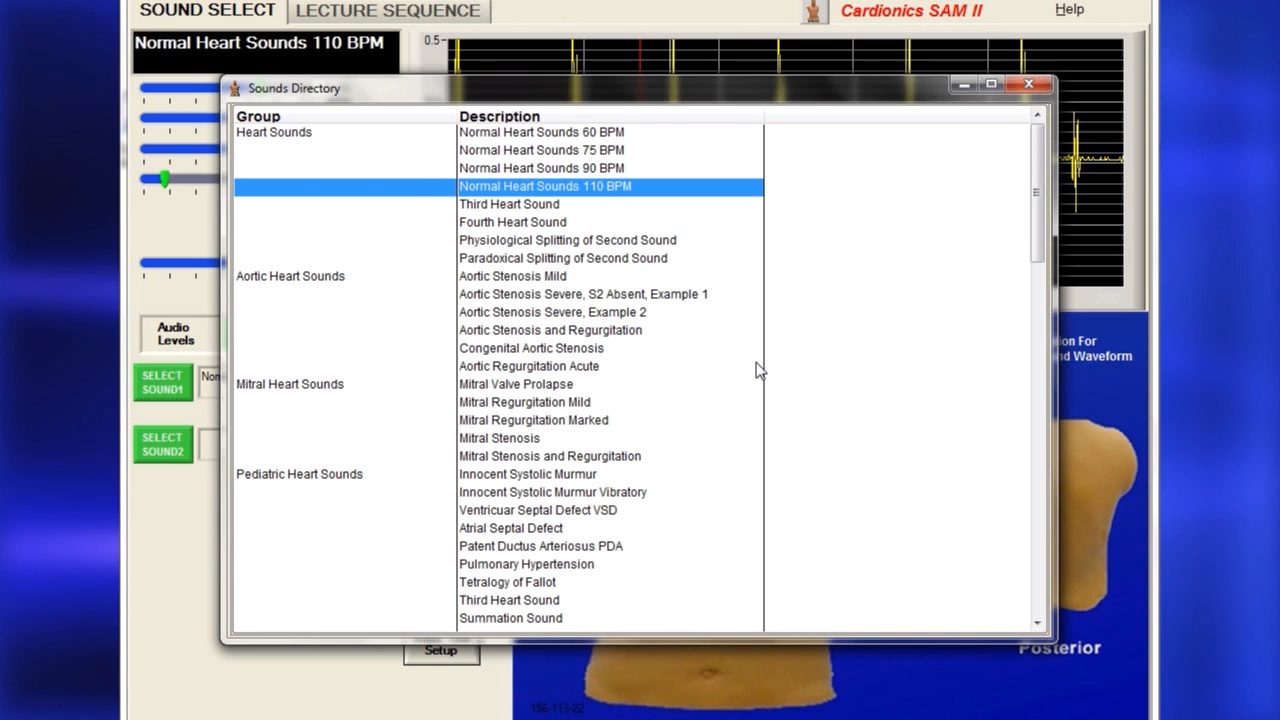 SOUND SELECT
LECTURE SEQUENCE
Cardionics SAM II
Help
Normal Heart Sounds 110 BPM
0.5-
Sounds Directory
Group Description
Heart Sounds Normal Heart Sounds 60 BPM
Normal Heart Sounds 75 BPM
Normal Heart Sounds 90 BPM
Normal Heart Sounds 110 BPM
Third Heart Sound
Fourth Heart Sound
Physiological Splitting of Second Sound
Paradoxical Splitting of Second Sound
Aortic Heart Sounds Aortic Stenosis Mild
Aortic Stenosis Severe, S2 Absent, Example 1
Aortic Stenosis Severe, Example 2
Aortic Stenosis and Regurgitation
Congenital Aortic Stenosis
Aortic Regurgitation Acute
Mitral Heart Sounds Mitral Valve Prolapse
Mitral Regurgitation Mild
Mitral Regurgitation Marked
Mitral Stenosis
Mitral Stenosis and Regurgitation
Pediatric Heart Sounds Innocent Systolic Murmur
Innocent Systolic Murmur Vibratory
Ventricular Septal Defect VSD
Atrial Septal Defect
Patent Ductus Arteriosus PDA
Pulmonary Hypertension
Tetralogy of Fallot
Third Heart Sound
Summation Sound
Audio
Levels
SELECT
SOUND1
Non
SELECT
SOUND2
on For
nd Waveform
Setup
Posterior
156-113-22